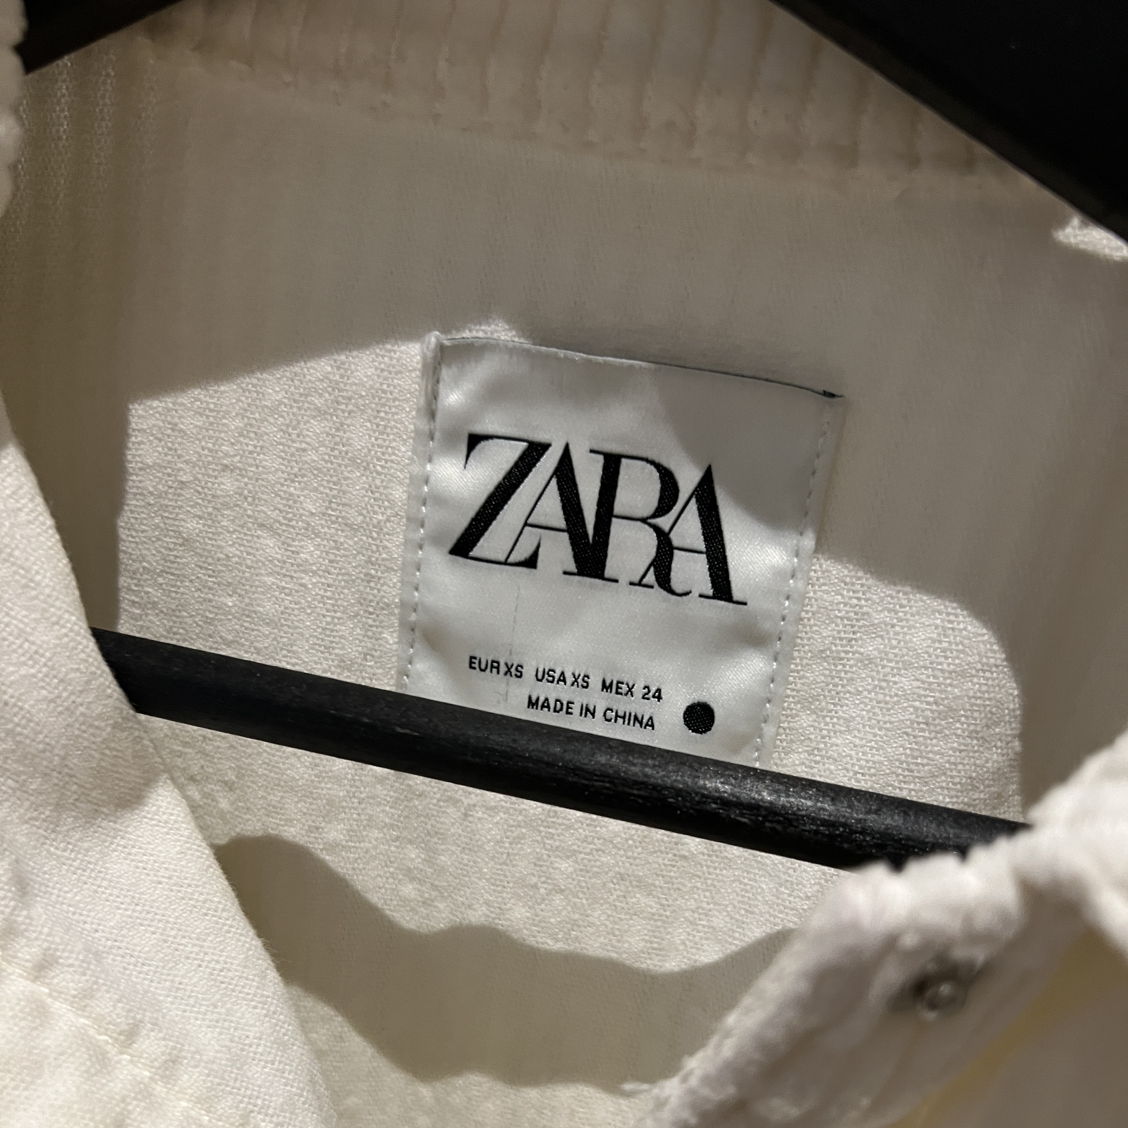 ZARA
EUR XS USA XS MEX 24
MADE IN CHINA